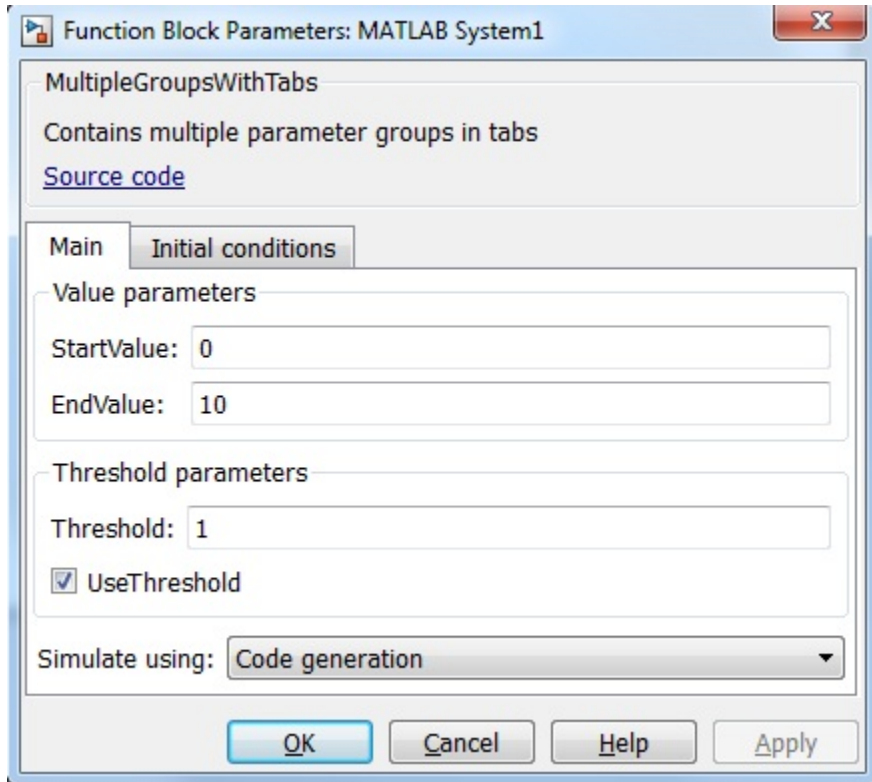 Function Block Parameters: MATLAB System1
MultipleGroupsWithTabs
Contains multiple parameter groups in tabs
Source code
Main Initial conditions
Value parameters
StartValue: 0
EndValue: 10
Threshold parameters
Threshold: 1
UseThreshold
Simulate using: Code generation
OK Cancel Help Apply